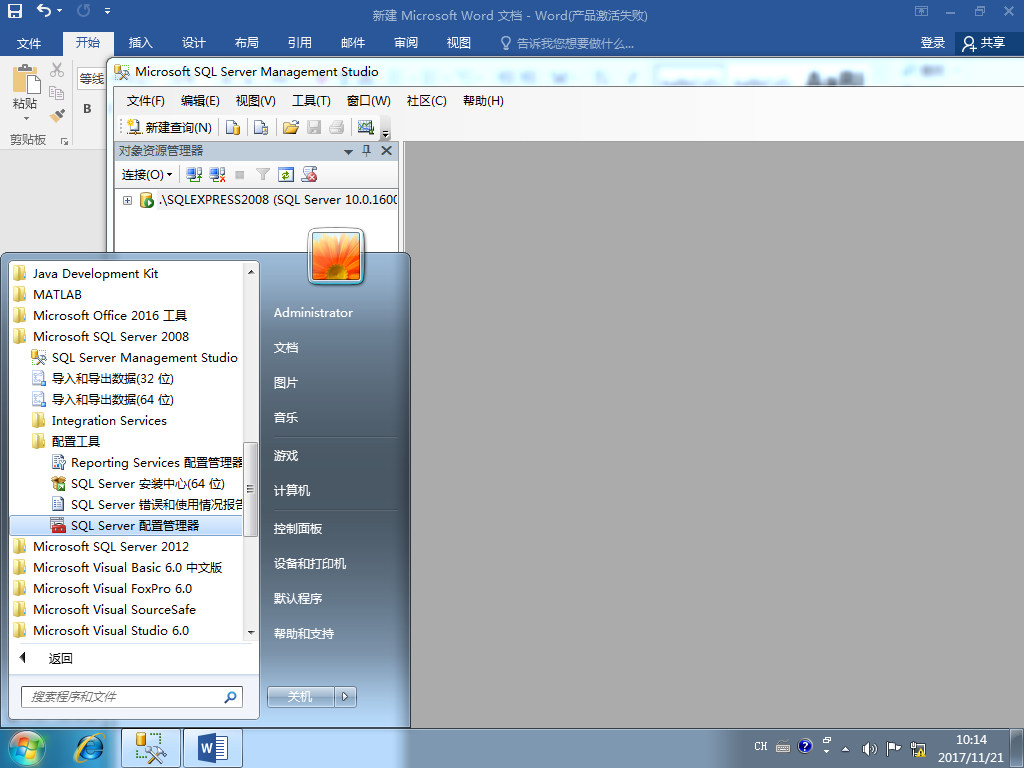 新建 Microsoft Word 文档 - Word(产品激活失败)
文件 开始 插入 设计 布局 引用 邮件 审阅 视图 告诉我您想要做什么... 登录 共享
粘贴
等线
B
剪贴板
Microsoft SQL Server Management Studio
文件(F) 编辑(E) 视图(V) 工具(T) 窗口(W) 社区(C) 帮助(H)
新建查询(N)
对象资源管理器
连接(O)
.\SQLEXPRESS2008 (SQL Server 10.0.1600
Java Development Kit
MATLAB
Microsoft Office 2016 工具
Microsoft SQL Server 2008
SQL Server Management Studio
导入和导出数据(32 位)
导入和导出数据(64 位)
Integration Services
配置工具
Reporting Services 配置管理器
SQL Server 安装中心(64 位)
SQL Server 错误和使用情况报告
SQL Server 配置管理器
Microsoft SQL Server 2012
Microsoft Visual Basic 6.0 中文版
Microsoft Visual FoxPro 6.0
Microsoft Visual SourceSafe
Microsoft Visual Studio 6.0
返回
搜索程序和文件
Administrator
文档
图片
音乐
游戏
计算机
控制面板
设备和打印机
默认程序
帮助和支持
关机
CH
10:14
2017/11/21